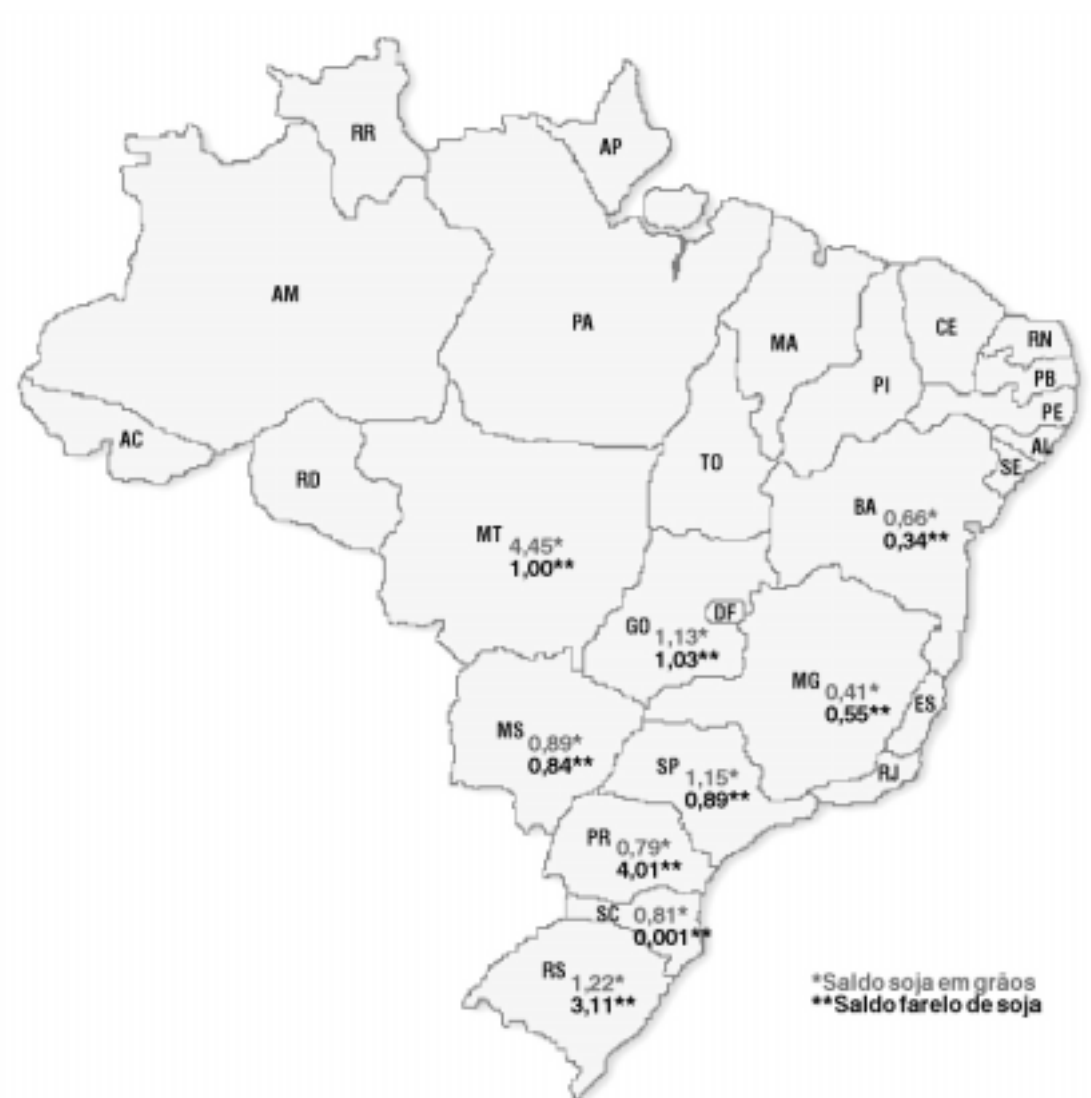 RR
AP
AM
PA
MA
CE
RN
PI
PB
PE
AC
AL
TO
SE
RO
BA
0,66*
0,34**
MT
4,45*
1,00**
DF
GO
1,13*
1,03**
MG
0,41*
0,55**
ES
MS
0,89*
0,84**
SP
1,15*
0,89**
RJ
PR
0,79*
4,01**
SC
0,81*
0,001**
RS
1,22*
3,11**
*Saldo soja em grãos
**Saldo farelo de soja